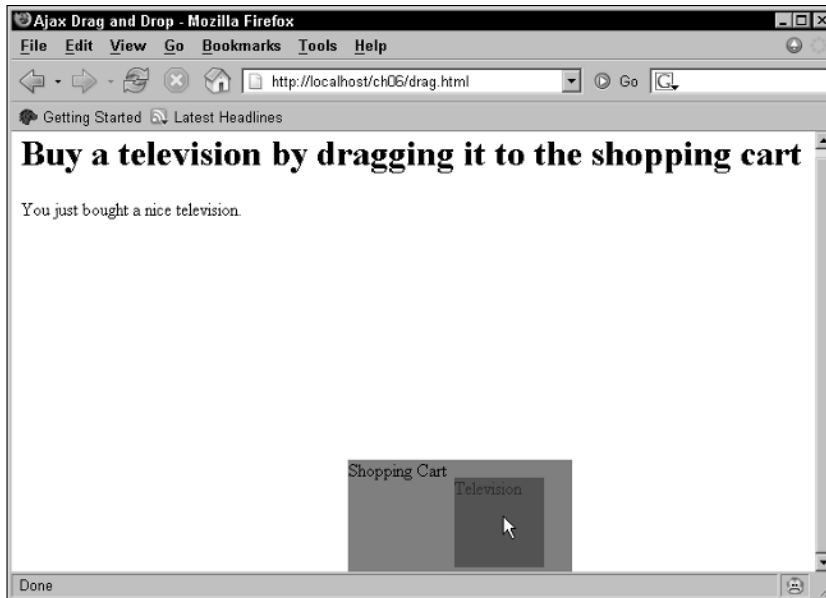 Ajax Drag and Drop - Mozilla Firefox
File Edit View Go Bookmarks Tools Help
http://localhost/ch06/drag.html Go G
Getting Started Latest Headlines
Buy a television by dragging it to the shopping cart
You just bought a nice television.
Shopping Cart
Television
Done